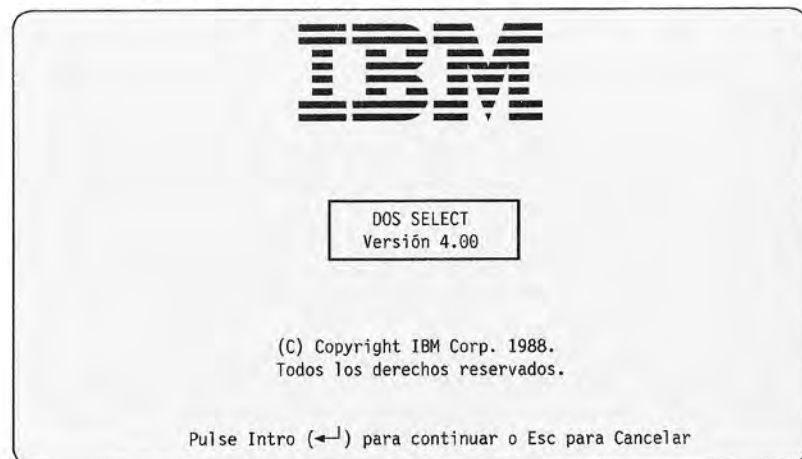 IBM
DOS SELECT
Versión 4.00
(C) Copyright IBM Corp. 1988.
Todos los derechos reservados.
Pulse Intro (↵) para continuar o Esc para Cancelar